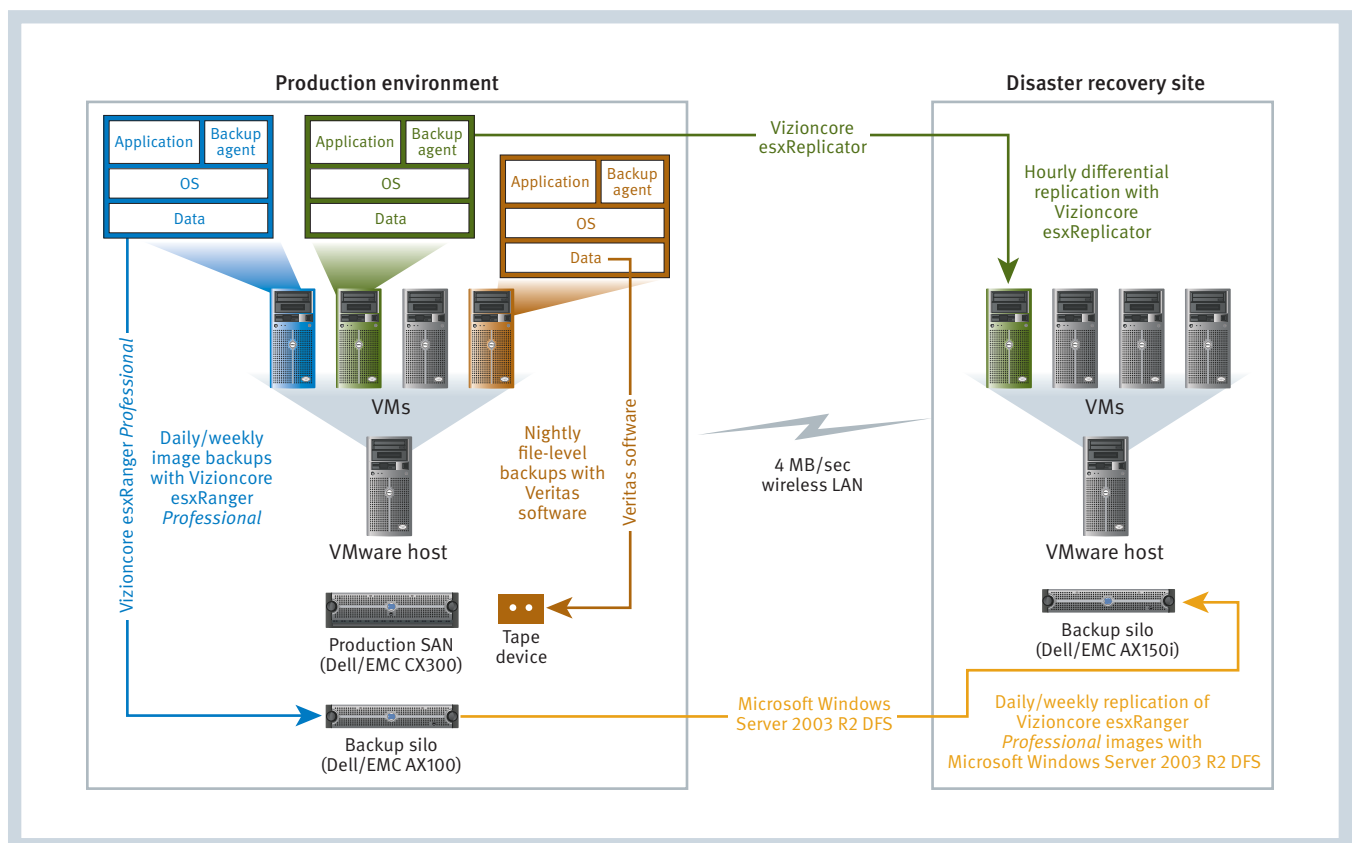 Production environment
Disaster recovery site
Application
Backup
agent
OS
Data
Application
Backup
agent
OS
Data
Application
Backup
agent
OS
Data
Vizioncore
esxReplicator
Hourly differential
replication with
Vizioncore
esxReplicator
Vizioncore esxRanger Professional
Daily/weekly
image backups
with Vizioncore
esxRanger
Professional
VMs
Nightly
file-level
backups with
Veritas
software
Veritas software
VMware host
4 MB/sec
wireless LAN
VMs
VMware host
Production SAN
(Dell/EMC CX300)
Tape
device
Backup silo
(Dell/EMC AX150i)
Backup silo
(Dell/EMC AX100)
Microsoft Windows
Server 2003 R2 DFS
Daily/weekly replication of
Vizioncore esxRanger
Professional images with
Microsoft Windows Server 2003 R2 DFS